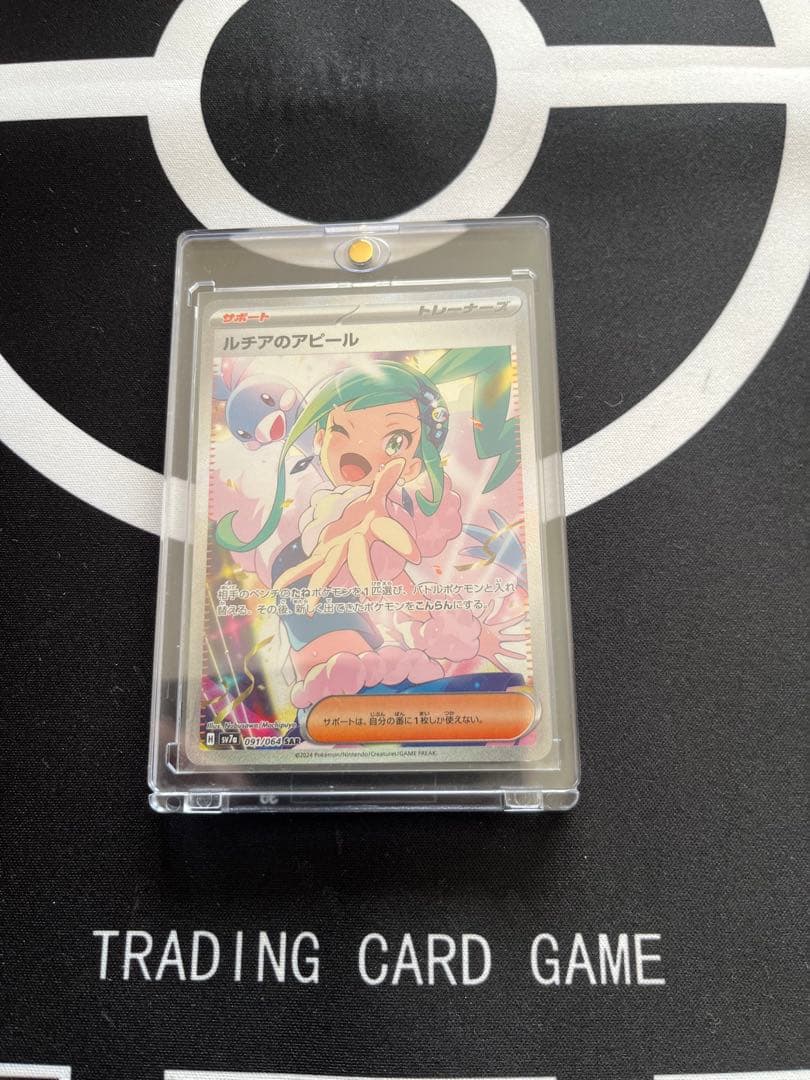 サポート
トレーナーズ
ルチアのアピール
相手のベンチのたねポケモンを1匹選び、バトルポケモンと入れ
替える。その後、新しく出てきたポケモンをこんらんにする。
サポートは、自分の番に1枚しか使えない。
H sv7a 091/064 SAR
©2024 Pokémon/Nintendo/Creatures/GAME FREAK.
TRADING CARD GAME